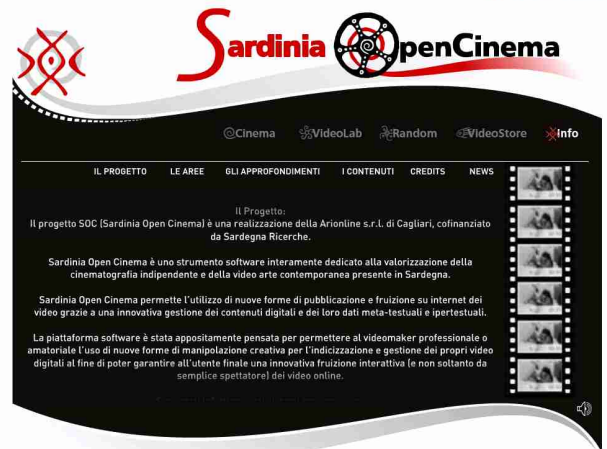 Sardinia OpenCinema
Cinema VideoLab Random VideoStore info
IL PROGETTO LE AREE GLI APPROFONDIMENTI I CONTENUTI CREDITS NEWS
Il Progetto:
Il progetto SOC (Sardinia Open Cinema) è una realizzazione della Arionline s.r.l. di Cagliari, cofinanziato
da Sardegna Ricerche.
Sardinia Open Cinema è uno strumento software interamente dedicato alla valorizzazione della
cinematografia indipendente e della video arte contemporanea presente in Sardegna.
Sardinia Open Cinema permette l'utilizzo di nuove forme di pubblicazione e fruizione su internet dei
video grazie a una innovativa gestione dei contenuti digitali e dei loro dati meta-testuali e ipertestuali.
La piattaforma software è stata appositamente pensata per permettere al videomaker professionale o
amatoriale l'uso di nuove forme di manipolazione creativa per l'indicizzazione e gestione dei propri video
digitali al fine di poter garantire all'utente finale una innovativa fruizione interattiva (e non soltanto da
semplice spettatore) dei video online.